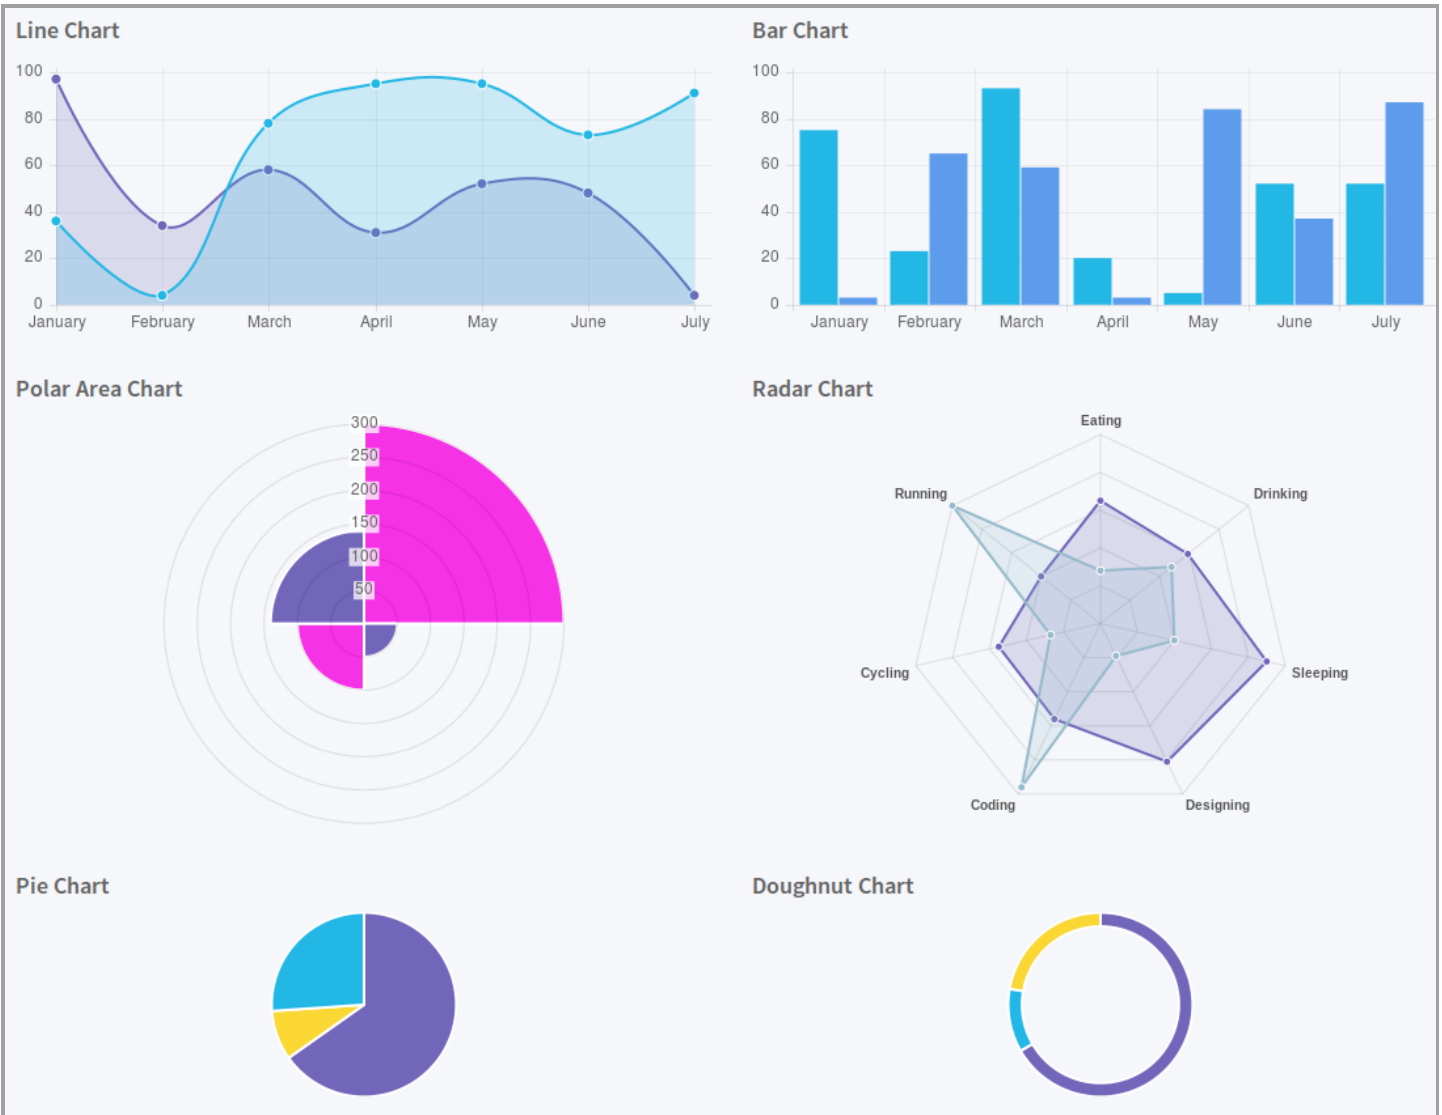 Line Chart
100
80
60
40
20
0
January February March April May June July
Bar Chart
100
80
60
40
20
0
January February March April May June July
Polar Area Chart
300
250
200
150
100
50
Radar Chart
Eating
Running Drinking
Cycling Sleeping
Coding Designing
Pie Chart
Doughnut Chart